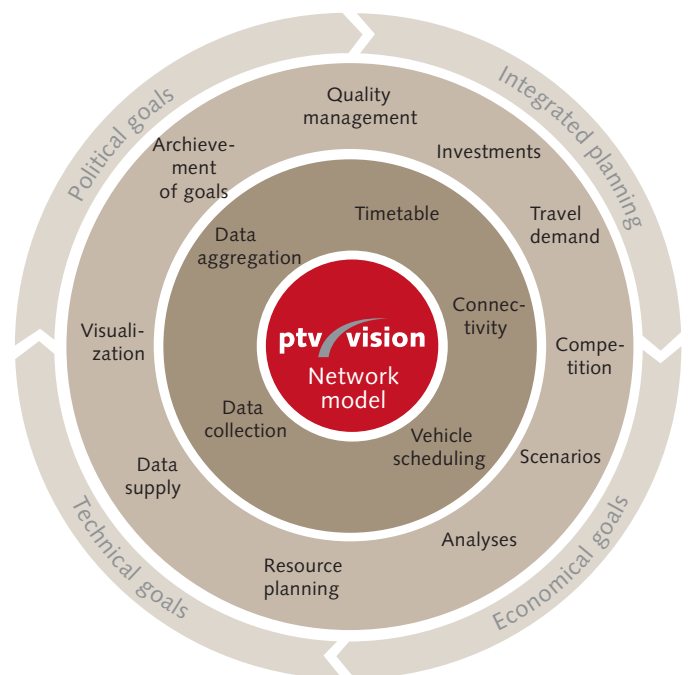 Political goals
Integrated planning
Quality
management
Archieve-
ment
of goals
Investments
Travel
demand
Timetable
Data
aggregation
Connec-
tivity
Visuali-
zation
ptv vision
Network
model
Compe-
tition
Data
collection
Vehicle
scheduling
Scenarios
Data
supply
Analyses
Resource
planning
Technical goals
Economical goals